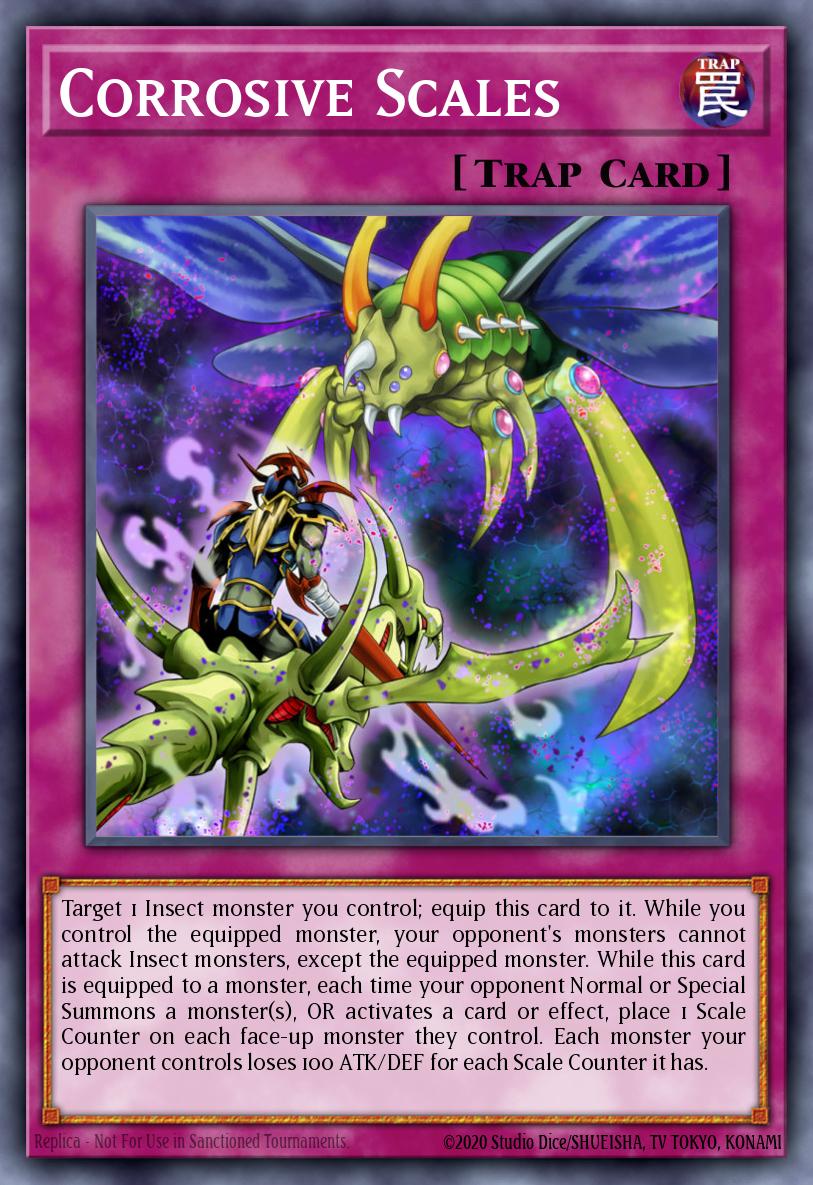 Corrosive Scales
TRAP
罠
[Trap Card]
Target 1 Insect monster you control; equip this card to it. While you
control the equipped monster, your opponent's monsters cannot
attack Insect monsters, except the equipped monster. While this card
is equipped to a monster, each time your opponent Normal or Special
Summons a monster(s), OR activates a card or effect, place 1 Scale
Counter on each face-up monster they control. Each monster your
opponent controls loses 100 ATK/DEF for each Scale Counter it has.
Replica - Not For Use in Sanctioned Tournaments.
©2020 Studio Dice/SHUEISHA, TV TOKYO, KONAMI